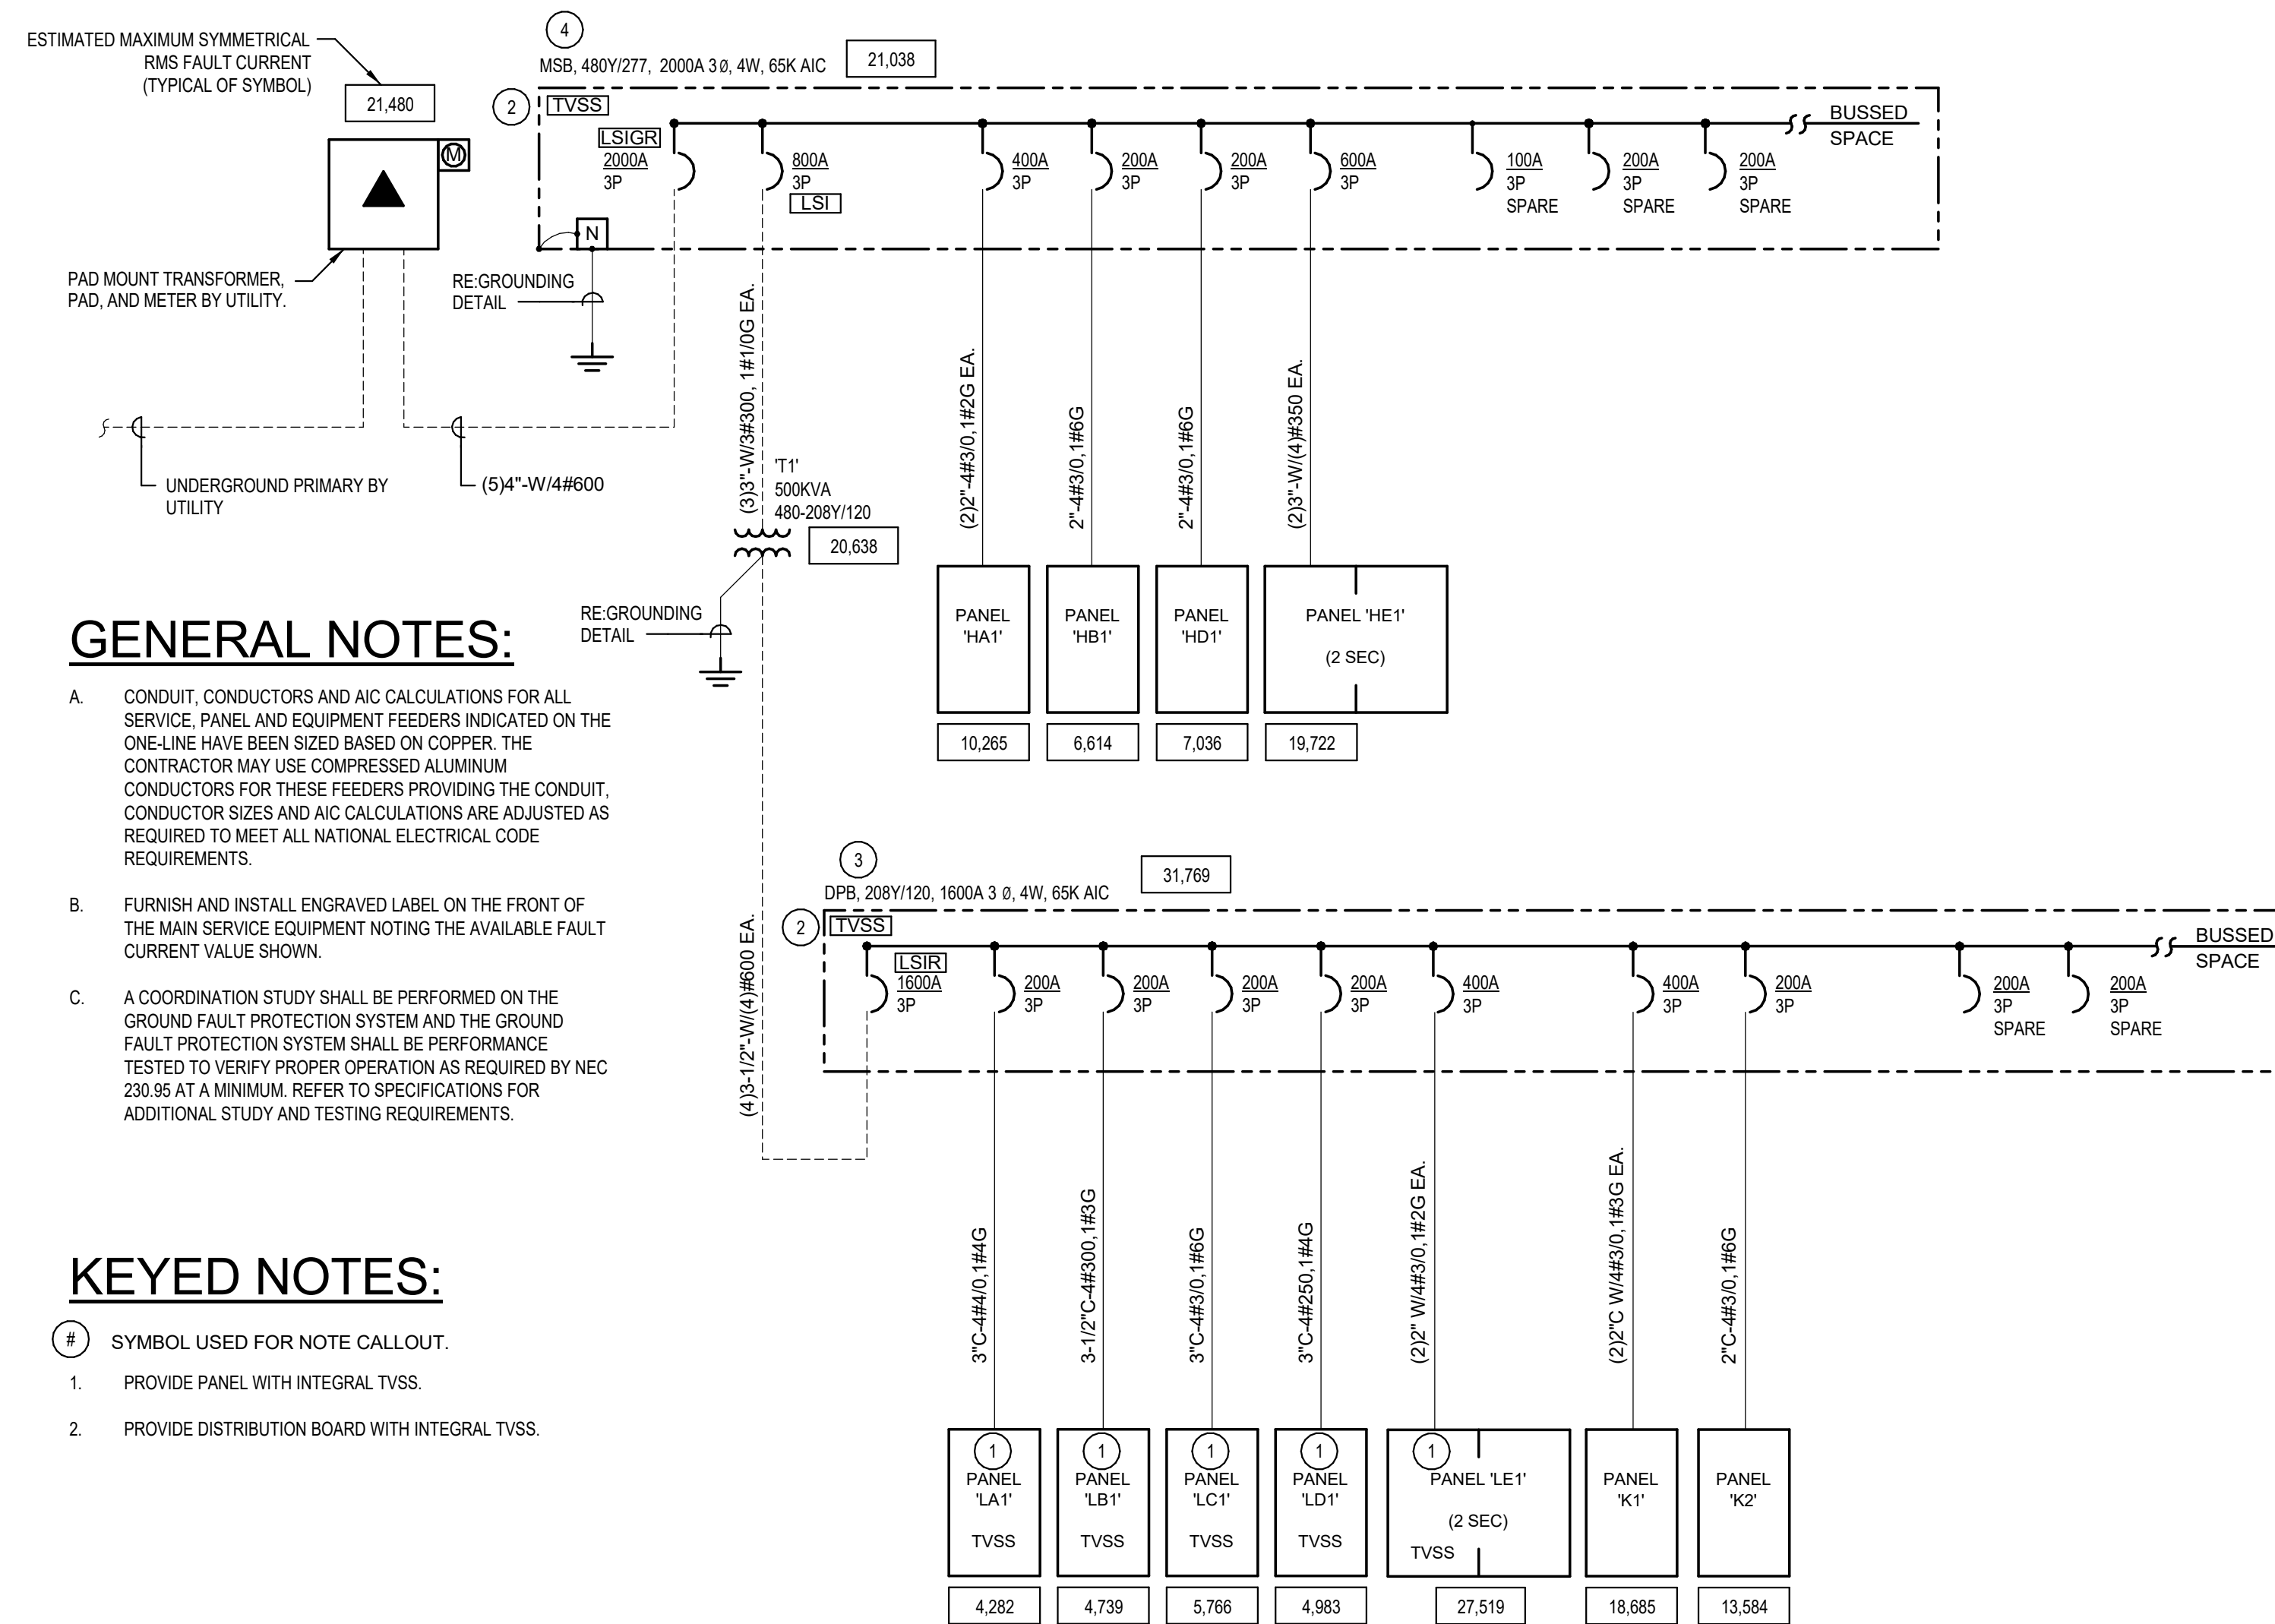 ESTIMATED MAXIMUM SYMMETRICAL
RMS FAULT CURRENT
(TYPICAL OF SYMBOL)
21,480
M
PAD MOUNT TRANSFORMER,
PAD, AND METER BY UTILITY.
UNDERGROUND PRIMARY BY
UTILITY
(5)4"-W/4#600
4
MSB, 480Y/277, 2000A 3Ø, 4W, 65K AIC
21,038
2
TVSS
LSIGR
2000A
3P
800A
3P
LSI
400A
3P
200A
3P
200A
3P
600A
3P
100A
3P
SPARE
200A
3P
SPARE
200A
3P
SPARE
BUSSED
SPACE
N
RE:GROUNDING
DETAIL
(3)3"-W/3#300, 1#1/0G EA.
(2)2"-4#3/0,1#2G EA.
2"-4#3/0,1#6G
2"-4#3/0,1#6G
(2)3"-W/(4)#350 EA.
'T1'
500KVA
480-208Y/120
20,638
RE:GROUNDING
DETAIL
PANEL
'HA1'
10,265
PANEL
'HB1'
6,614
PANEL
'HD1'
7,036
PANEL 'HE1'
(2 SEC)
19,722
GENERAL NOTES:
A. CONDUIT, CONDUCTORS AND AIC CALCULATIONS FOR ALL
SERVICE, PANEL AND EQUIPMENT FEEDERS INDICATED ON THE
ONE-LINE HAVE BEEN SIZED BASED ON COPPER. THE
CONTRACTOR MAY USE COMPRESSED ALUMINUM
CONDUCTORS FOR THESE FEEDERS PROVIDING THE CONDUIT,
CONDUCTOR SIZES AND AIC CALCULATIONS ARE ADJUSTED AS
REQUIRED TO MEET ALL NATIONAL ELECTRICAL CODE
REQUIREMENTS.
B. FURNISH AND INSTALL ENGRAVED LABEL ON THE FRONT OF
THE MAIN SERVICE EQUIPMENT NOTING THE AVAILABLE FAULT
CURRENT VALUE SHOWN.
C. A COORDINATION STUDY SHALL BE PERFORMED ON THE
GROUND FAULT PROTECTION SYSTEM AND THE GROUND
FAULT PROTECTION SYSTEM SHALL BE PERFORMANCE
TESTED TO VERIFY PROPER OPERATION AS REQUIRED BY NEC
230.95 AT A MINIMUM. REFER TO SPECIFICATIONS FOR
ADDITIONAL STUDY AND TESTING REQUIREMENTS.
KEYED NOTES:
# SYMBOL USED FOR NOTE CALLOUT.
1. PROVIDE PANEL WITH INTEGRAL TVSS.
2. PROVIDE DISTRIBUTION BOARD WITH INTEGRAL TVSS.
3
DPB, 208Y/120, 1600A 3 Ø, 4W, 65K AIC
31,769
2
TVSS
LSIR
1600A
3P
200A
3P
200A
3P
200A
3P
200A
3P
400A
3P
400A
3P
200A
3P
200A
3P
SPARE
200A
3P
SPARE
BUSSED
SPACE
(4)3-1/2"-W/(4)#600 EA.
3"C-4#4/0,1#4G
3-1/2"C-4#300,1#3G
3"C-4#3/0,1#6G
3"C-4#250,1#4G
(2)2" W/4#3/0,1#2G EA.
(2)2"C W/4#3/0,1#3G EA.
2"C-4#3/0,1#6G
1
PANEL
'LA1'
TVSS
4,282
1
PANEL
'LB1'
TVSS
4,739
1
PANEL
'LC1'
TVSS
5,766
1
PANEL
'LD1'
TVSS
4,983
1
PANEL 'LE1'
(2 SEC)
TVSS
27,519
PANEL
'K1'
18,685
PANEL
'K2'
13,584